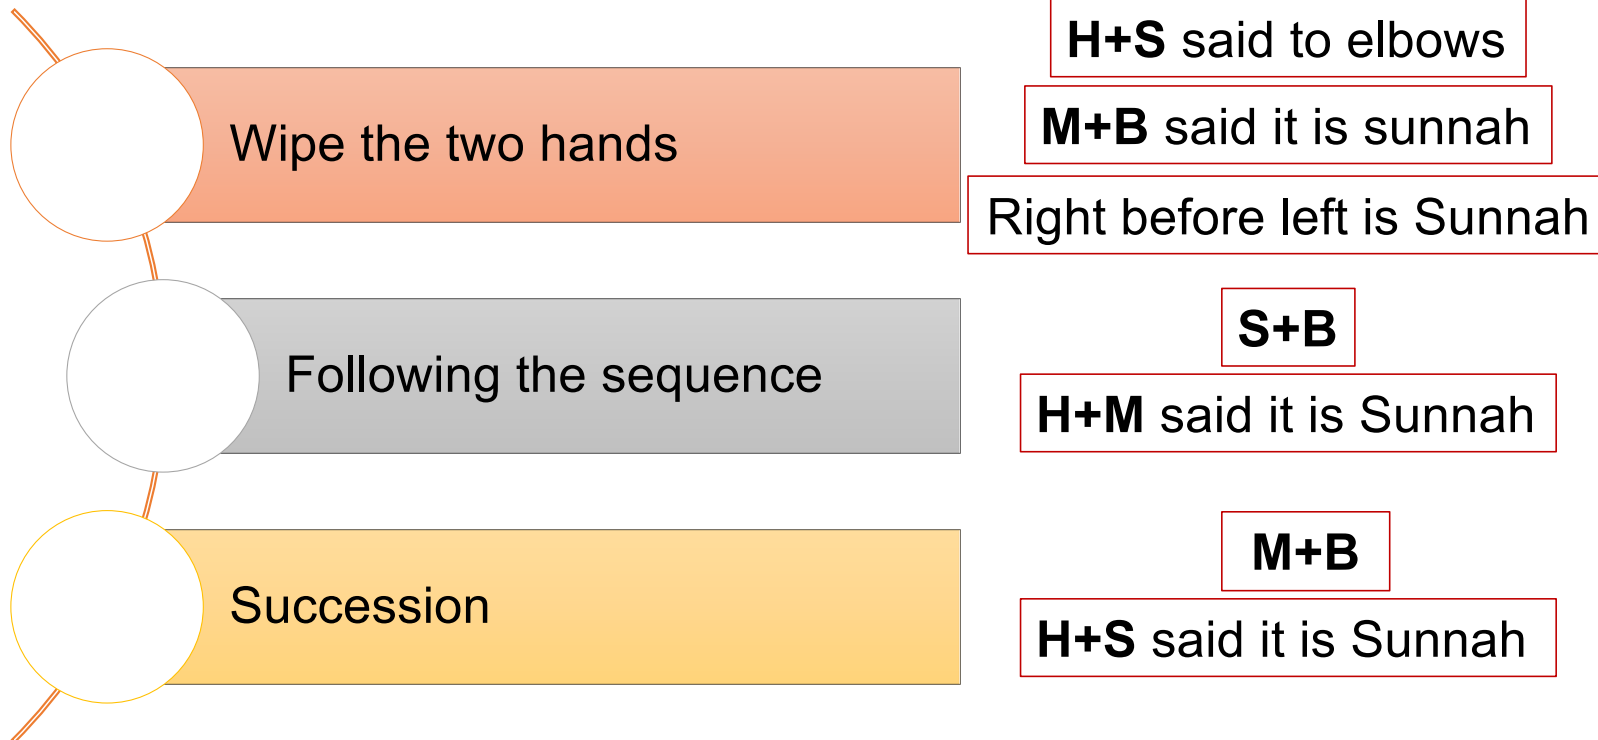 Wipe the two hands
H+S said to elbows
M+B said it is sunnah
Right before left is Sunnah
Following the sequence
S+B
H+M said it is Sunnah
Succession
M+B
H+S said it is Sunnah